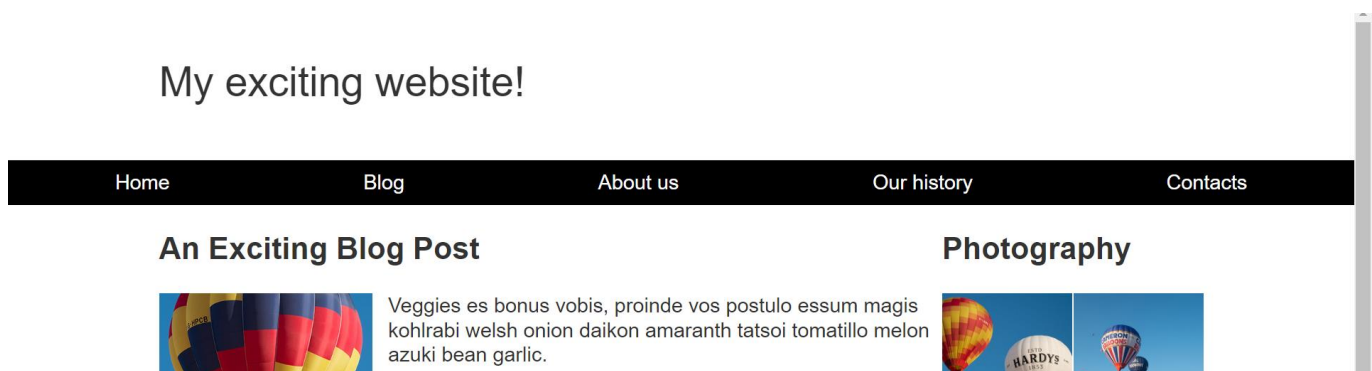 My exciting website!
Home Blog About us Our history Contacts
An Exciting Blog Post
Veggies es bonus vobis, proinde vos postulo essum magis
kohlrabi welsh onion daikon amaranth tatsoi tomatillo melon
azuki bean garlic.
Photography
HARDYS